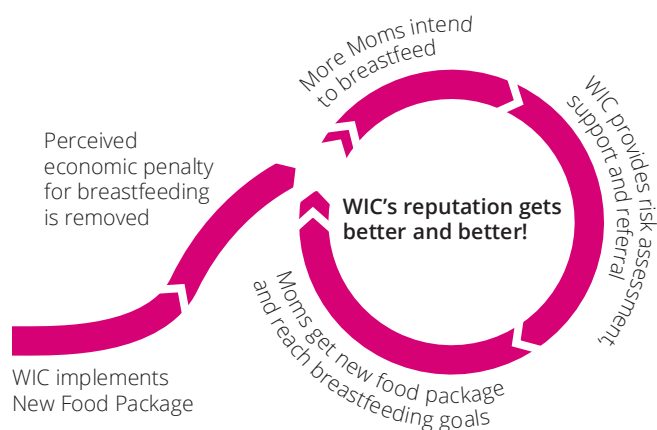 WIC implements
New Food Package
Perceived
economic penalty
for breastfeeding
is removed
More Moms intend
to breastfeed
WIC provides risk assessment,
support and referral
Moms get new food package
and reach breastfeeding goals
WIC's reputation gets
better and better!